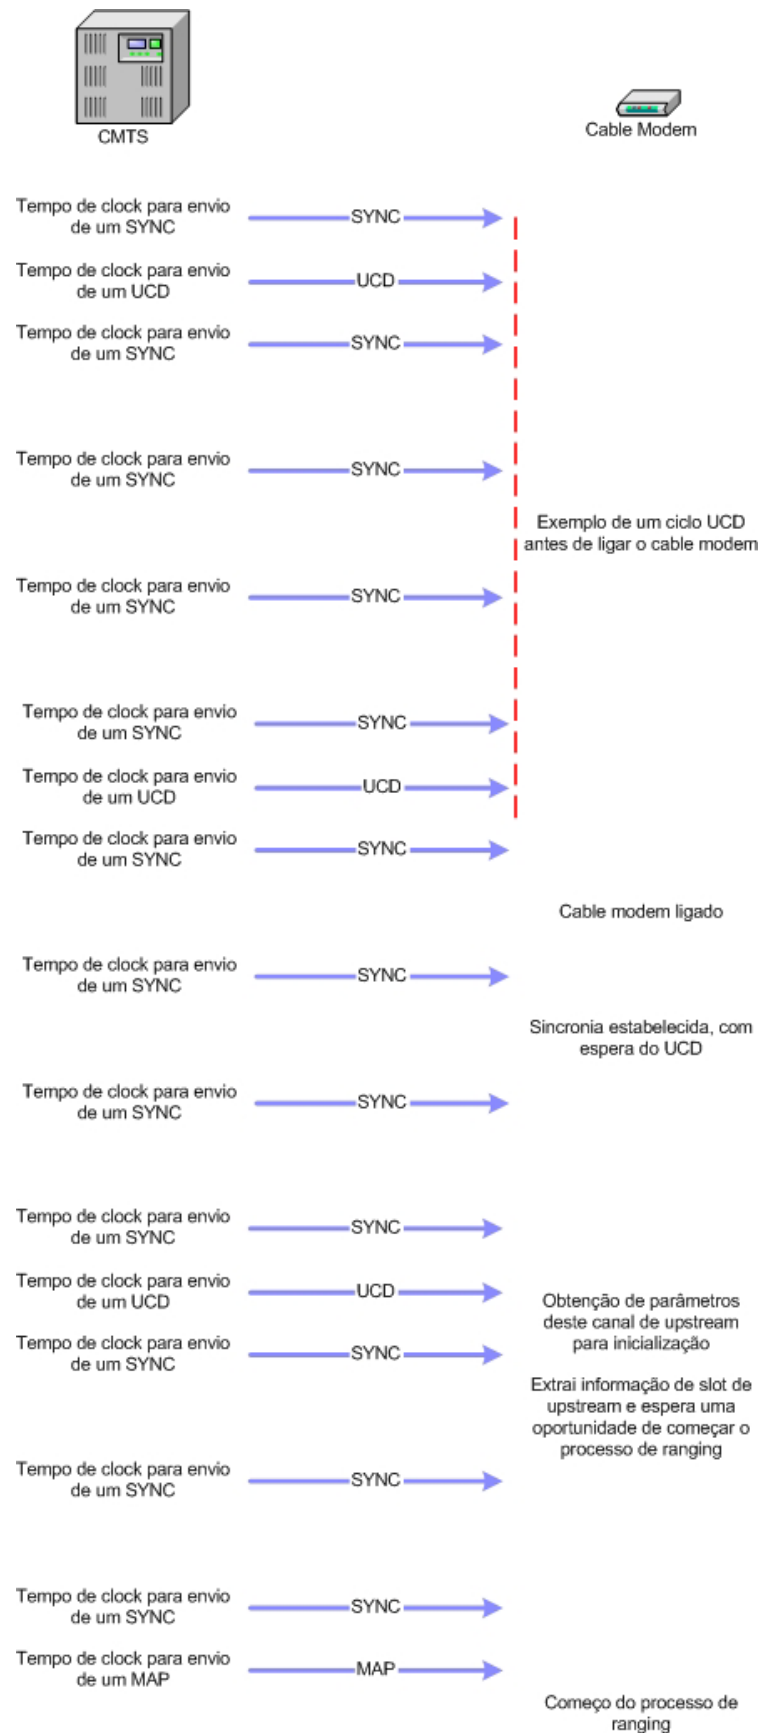 CMTS
Cable Modem
Tempo de clock para envio
de um SYNC
SYNC
Tempo de clock para envio
de um UCD
UCD
Tempo de clock para envio
de um SYNC
SYNC
Tempo de clock para envio
de um SYNC
SYNC
Exemplo de um ciclo UCD
antes de ligar o cable modem
Tempo de clock para envio
de um SYNC
SYNC
Tempo de clock para envio
de um SYNC
SYNC
Tempo de clock para envio
de um UCD
UCD
Tempo de clock para envio
de um SYNC
SYNC
Cable modem ligado
Tempo de clock para envio
de um SYNC
SYNC
Sincronia estabelecida, com
espera do UCD
Tempo de clock para envio
de um SYNC
SYNC
Tempo de clock para envio
de um SYNC
SYNC
Tempo de clock para envio
de um UCD
UCD
Obtenção de parâmetros
deste canal de upstream
para inicialização
Tempo de clock para envio
de um SYNC
SYNC
Extrai informação de slot de
upstream e espera uma
oportunidade de começar o
processo de ranging
Tempo de clock para envio
de um SYNC
SYNC
Tempo de clock para envio
de um SYNC
SYNC
Tempo de clock para envio
de um MAP
MAP
Começo do processo de
ranging